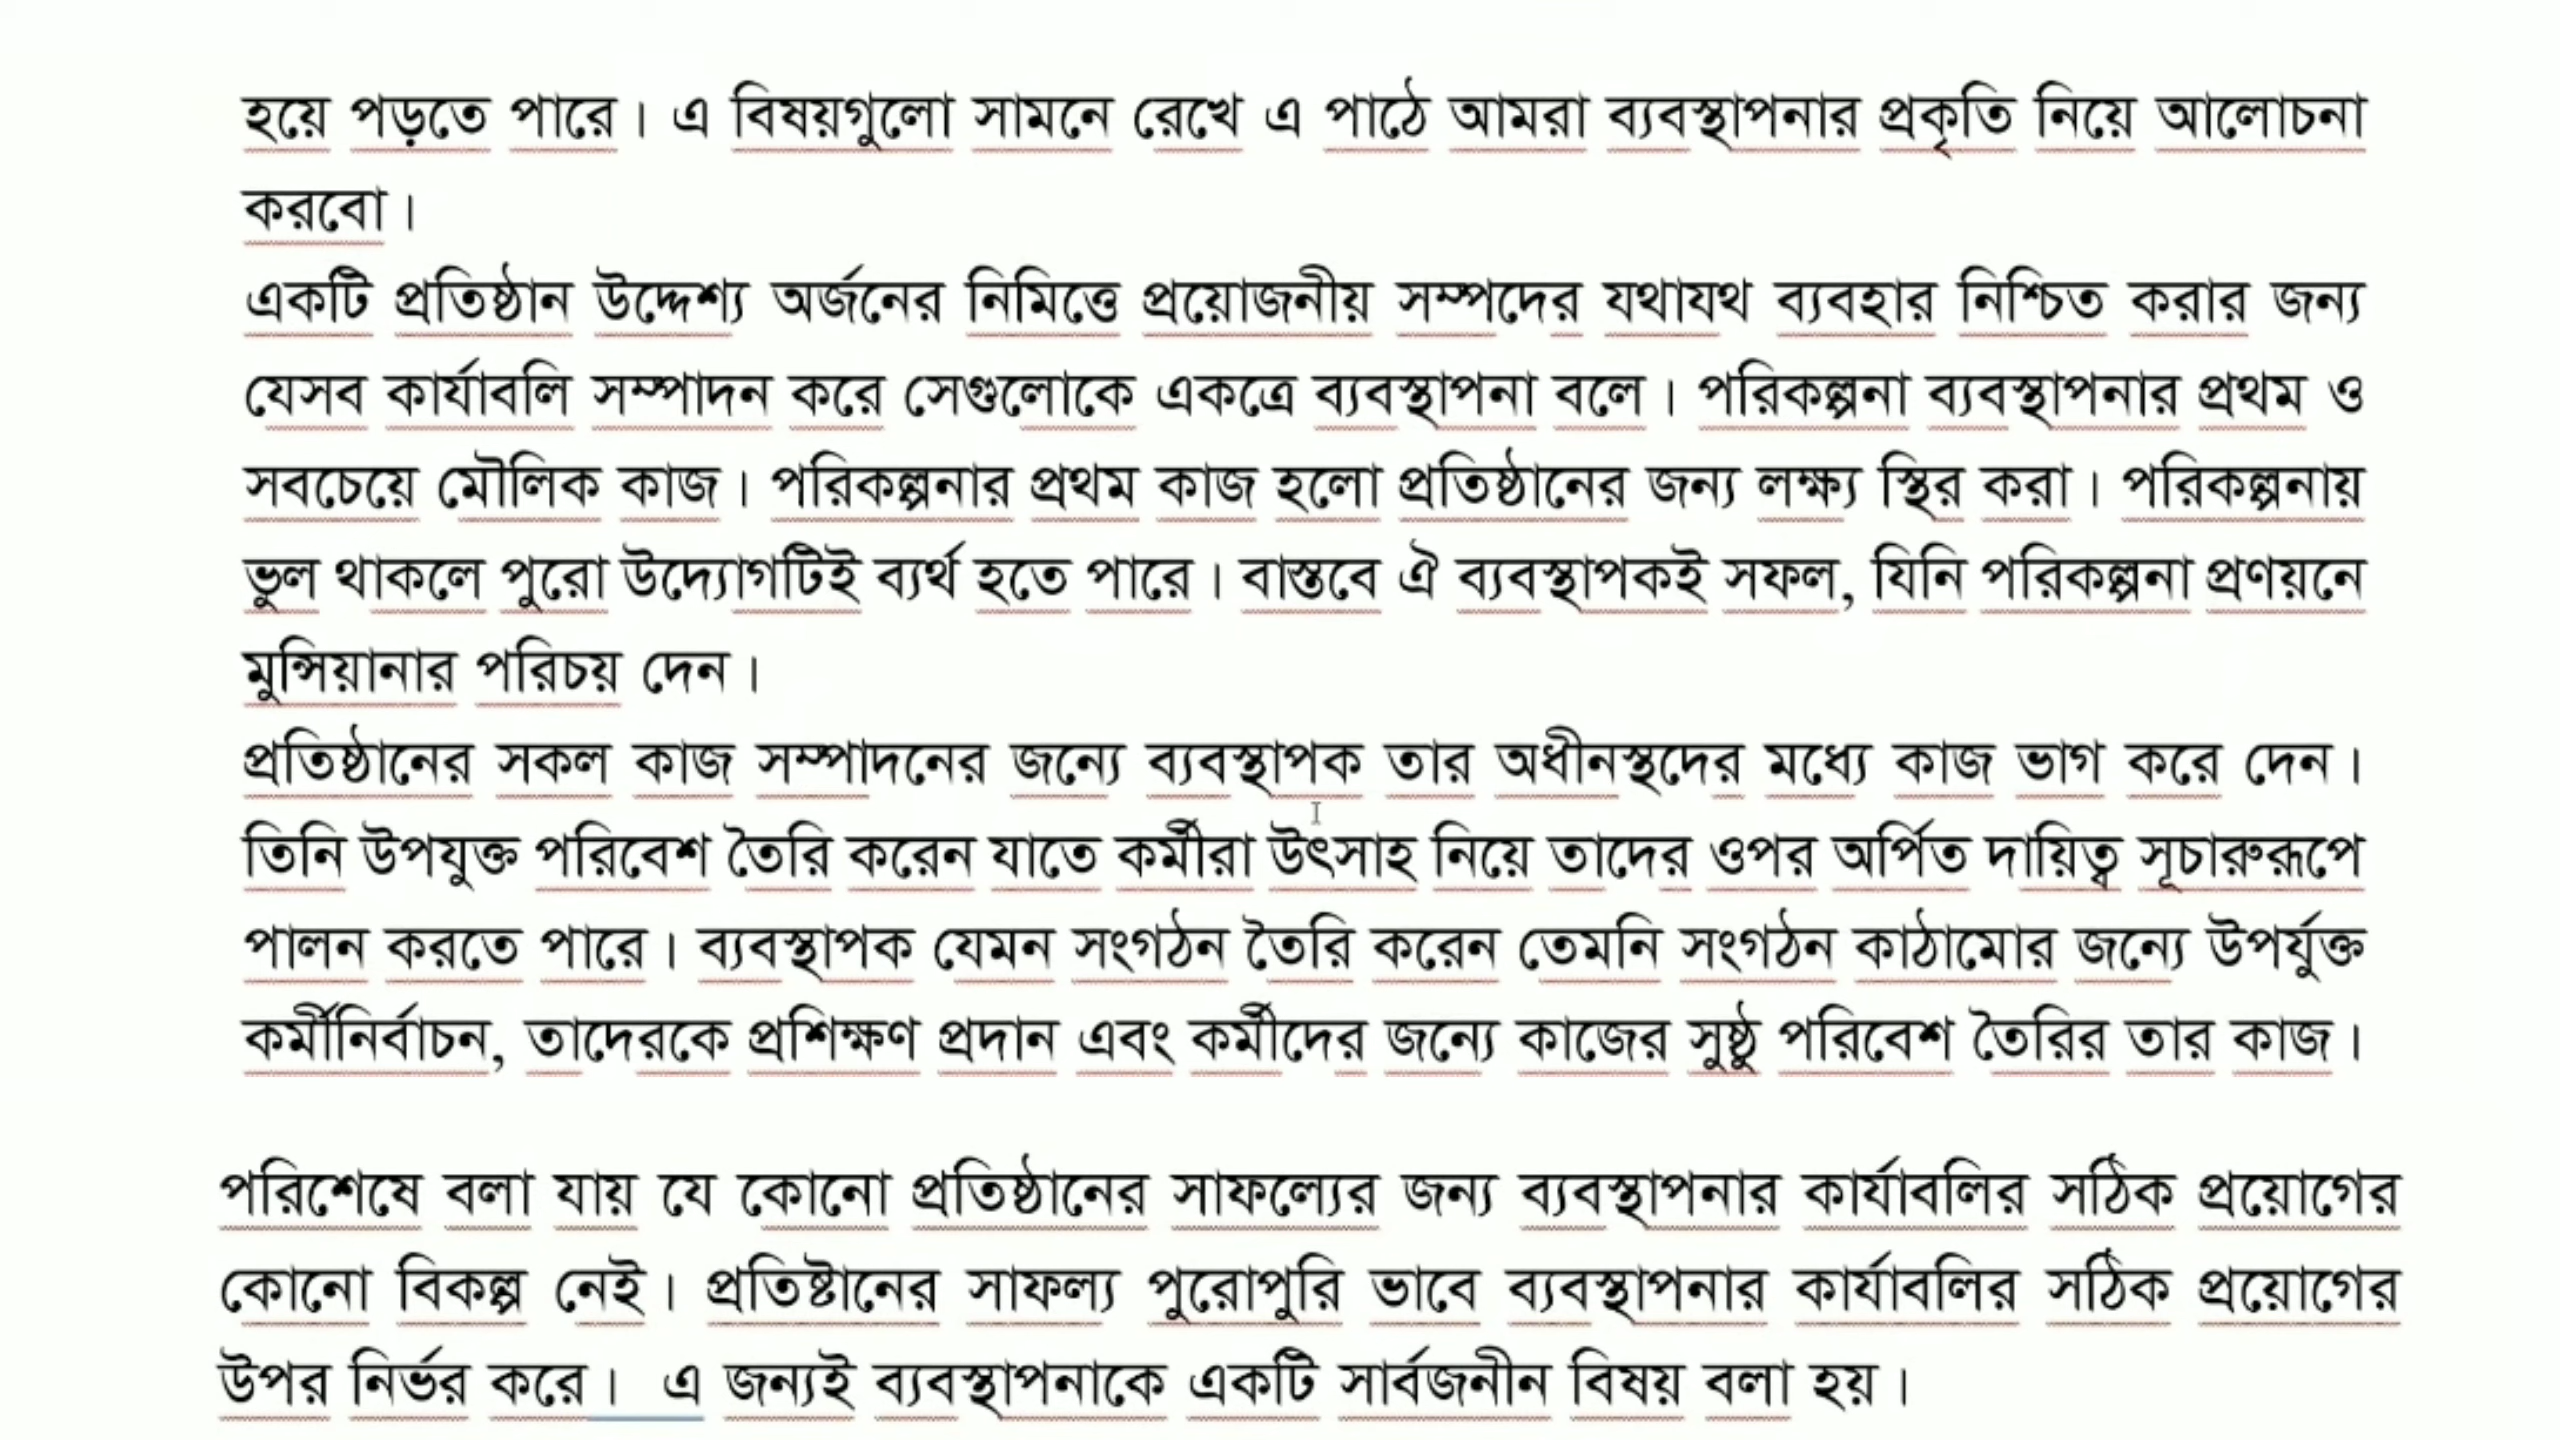 হয়ে পড়তে পারে। এ বিষয়গুলো সামনে রেখে এ পাঠে আমরা ব্যবস্থাপনার প্রকৃতি নিয়ে আলোচনা
করবো।
একটি প্রতিষ্ঠান উদ্দেশ্য অর্জনের নিমিত্তে প্রয়োজনীয় সম্পদের যথাযথ ব্যবহার নিশ্চিত করার জন্য
যেসব কার্যাবলি সম্পাদন করে সেগুলোকে একত্রে ব্যবস্থাপনা বলে। পরিকল্পনা ব্যবস্থাপনার প্রথম ও
সবচেয়ে মৌলিক কাজ। পরিকল্পনার প্রথম কাজ হলো প্রতিষ্ঠানের জন্য লক্ষ্য স্থির করা। পরিকল্পনায়
ভুল থাকলে পুরো উদ্যোগটিই ব্যর্থ হতে পারে। বাস্তবে ঐ ব্যবস্থাপকই সফল, যিনি পরিকল্পনা প্রণয়নে
মুন্সিয়ানার পরিচয় দেন।
প্রতিষ্ঠানের সকল কাজ সম্পাদনের জন্যে ব্যবস্থাপক তার অধীনস্থদের মধ্যে কাজ ভাগ করে দেন।
তিনি উপযুক্ত পরিবেশ তৈরি করেন যাতে কর্মীরা উৎসাহ নিয়ে তাদের ওপর অর্পিত দায়িত্ব সূচারুরূপে
পালন করতে পারে। ব্যবস্থাপক যেমন সংগঠন তৈরি করেন তেমনি সংগঠন কাঠামোর জন্যে উপর্যুক্ত
কর্মীনির্বাচন, তাদেরকে প্রশিক্ষণ প্রদান এবং কর্মীদের জন্যে কাজের সুষ্ঠু পরিবেশ তৈরির তার কাজ।
পরিশেষে বলা যায় যে কোনো প্রতিষ্ঠানের সাফল্যের জন্য ব্যবস্থাপনার কার্যাবলির সঠিক প্রয়োগের
কোনো বিকল্প নেই। প্রতিষ্টানের সাফল্য পুরোপুরি ভাবে ব্যবস্থাপনার কার্যাবলির সঠিক প্রয়োগের
উপর নির্ভর করে।  এ জন্যই ব্যবস্থাপনাকে একটি সার্বজনীন বিষয় বলা হয়।